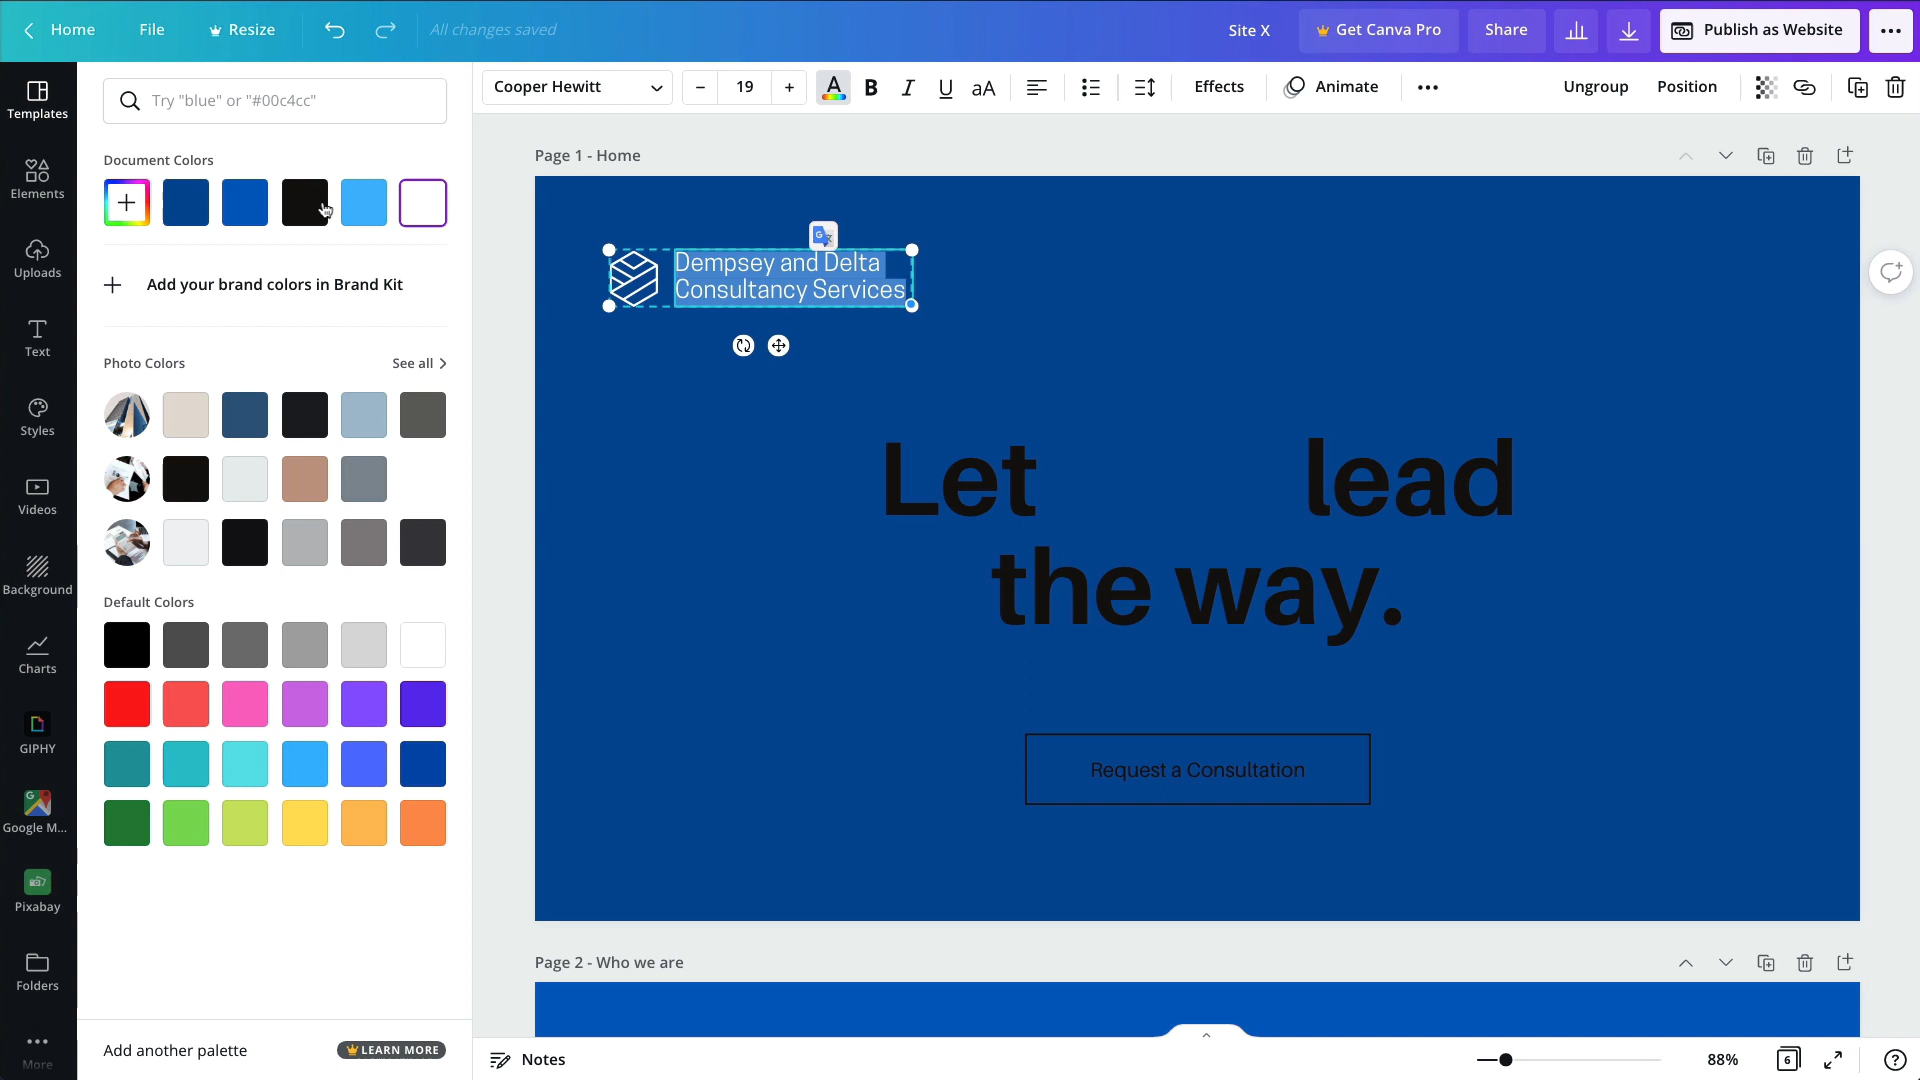 Home
File
Resize
All changes saved
Site X
Get Canva Pro
Share
Publish as Website
Templates
Elements
Uploads
Text
Styles
Videos
Background
Charts
GIPHY
Google M...
Pixabay
Folders
More
Try "blue" or "#00c4cc"
Document Colors
Add your brand colors in Brand Kit
Photo Colors
See all
Default Colors
Add another palette
LEARN MORE
Cooper Hewitt
19
A
B
I
U
aA
Effects
Animate
Ungroup
Position
Page 1 - Home
Dempsey and Delta
Consultancy Services
Let lead
the way.
Request a Consultation
Page 2 - Who we are
Notes
88%
6